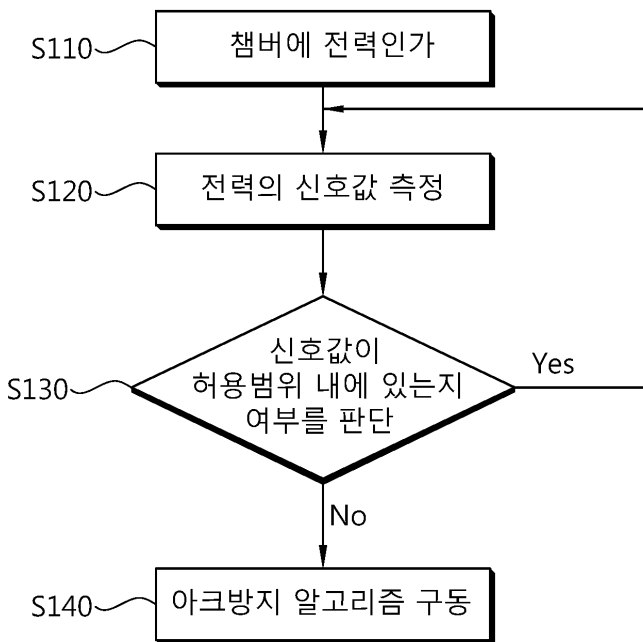 S110
챔버에 전력인가
S120
전력의 신호값 측정
S130
신호값이
허용범위 내에 있는지
여부를 판단
Yes
No
S140
아크방지 알고리즘 구동